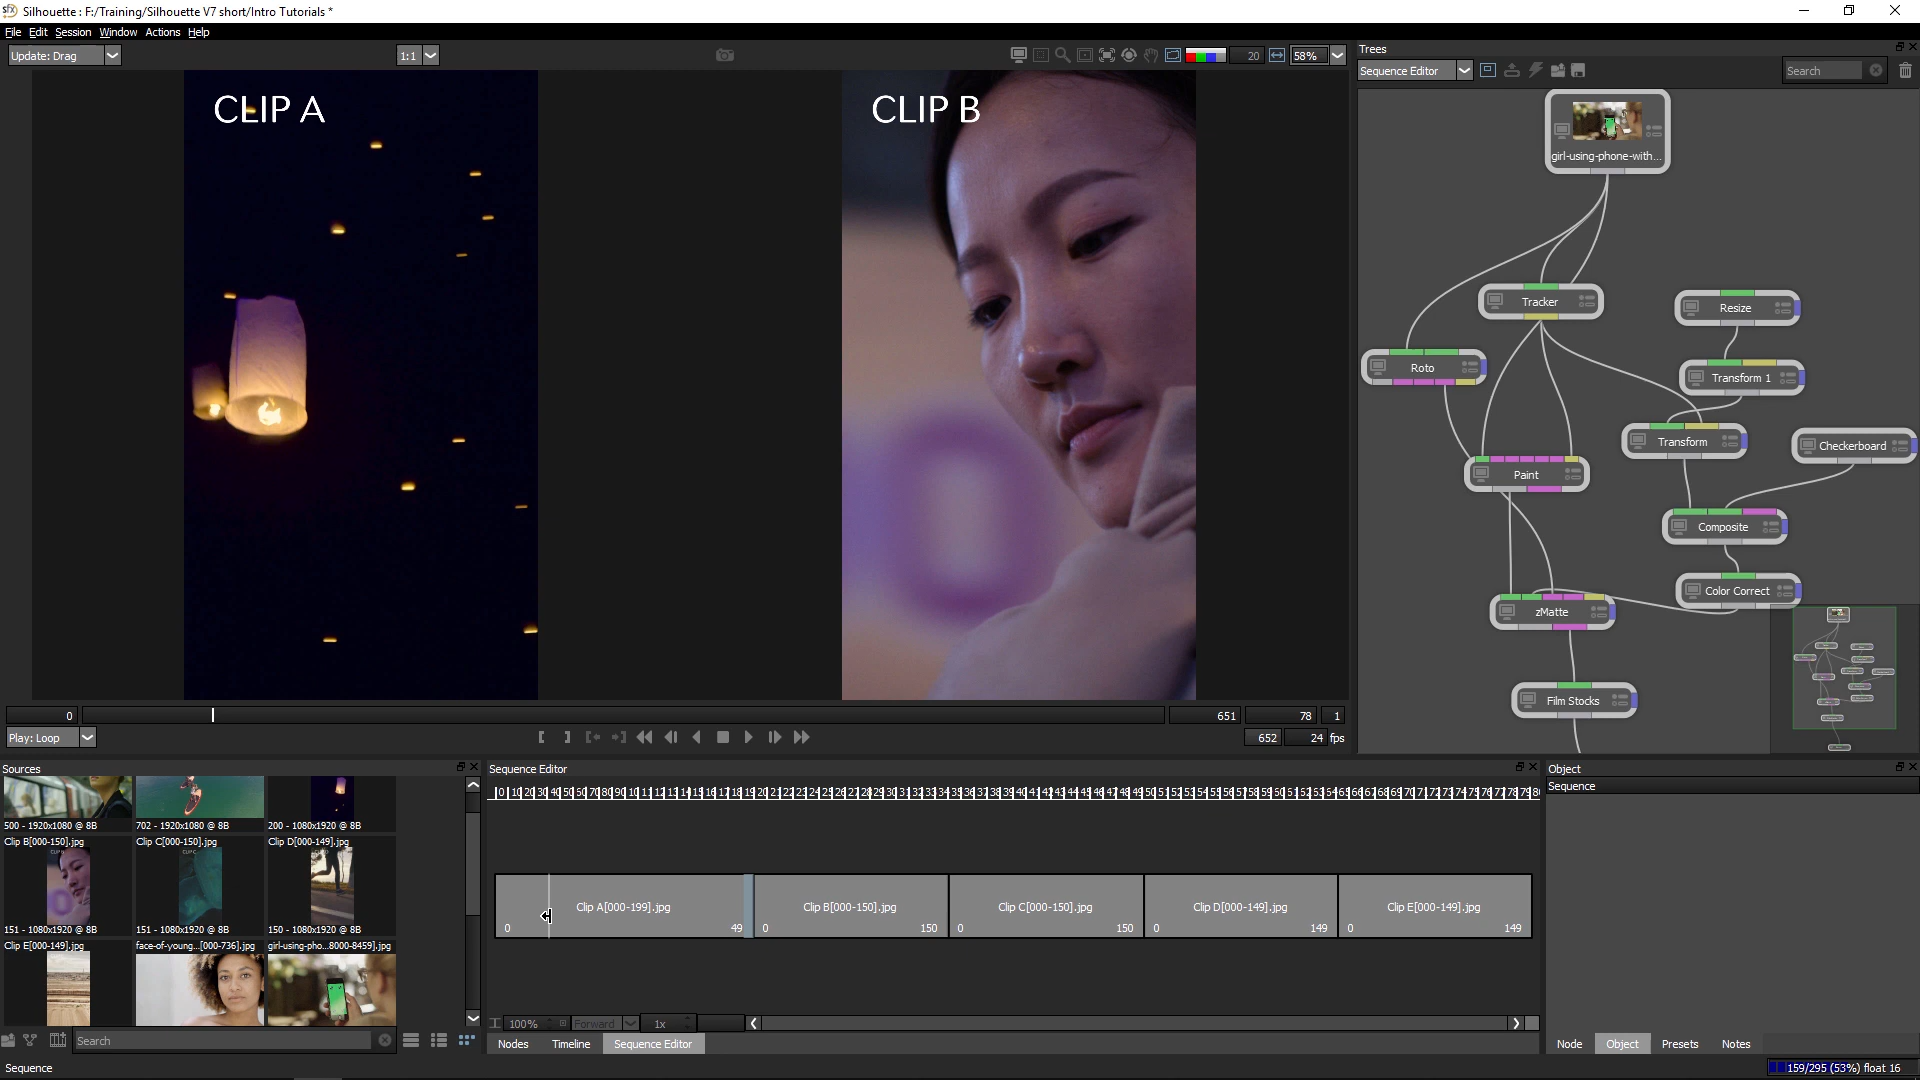 Silhouette : F:/Training/Silhouette V7 short/Intro Tutorials *
File Edit Session Window Actions Help
Update: Drag
1:1
20
58%
Trees
Sequence Editor
Search
CLIP A
CLIP B
girl-using-phone-with...
Tracker
Resize
Roto
Transform 1
Transform
Checkerboard
Paint
Composite
Color Correct
zMatte
Film Stocks
0
651
78
1
Play: Loop
652
24 fps
Sources
500 - 1920x1080 @ 8B
702 - 1920x1080 @ 8B
200 - 1080x1920 @ 8B
Clip B[000-150].jpg
Clip C[000-150].jpg
Clip D[000-149].jpg
151 - 1080x1920 @ 8B
151 - 1080x1920 @ 8B
150 - 1080x1920 @ 8B
Clip E[000-149].jpg
face-of-young...[000-736].jpg
girl-using-pho...8000-8459].jpg
Search
Sequence Editor
Clip A[000-199].jpg
0 49
Clip B[000-150].jpg
0 150
Clip C[000-150].jpg
0 150
Clip D[000-149].jpg
0 149
Clip E[000-149].jpg
0 149
100%
Forward
1x
Nodes Timeline Sequence Editor
Object
Sequence
Node Object Presets Notes
Sequence
159/295 (53%) float 16